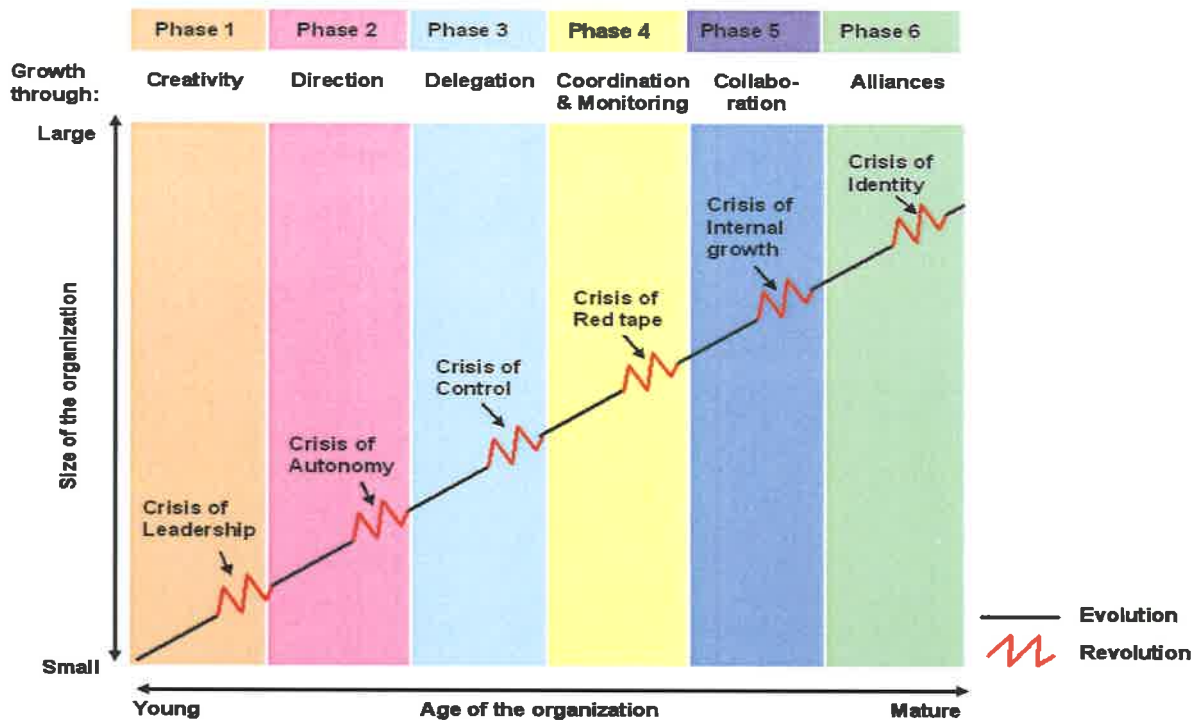 Phase 1
Phase 2
Phase 3
Phase 4
Phase 5
Phase 6
Growth
through:
Creativity
Direction
Delegation
Coordination
& Monitoring
Collabo-
ration
Alliances
Large
Size of the organization
Small
Crisis of
Leadership
Crisis of
Autonomy
Crisis of
Control
Crisis of
Red tape
Crisis of
Internal
growth
Crisis of
Identity
Evolution
Revolution
Young
Age of the organization
Mature